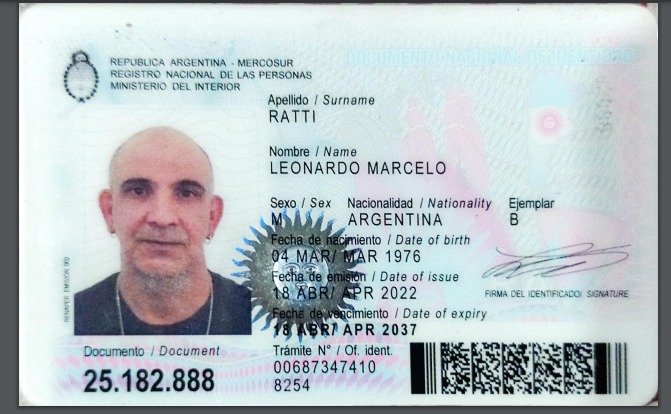 REPUBLICA ARGENTINA - MERCOSUR
REGISTRO NACIONAL DE LAS PERSONAS
MINISTERIO DEL INTERIOR
DOCUMENTO NACIONAL DE IDENTIDAD
Apellido / Surname
RATTI
Nombre / Name
LEONARDO MARCELO
Sexo / Sex Nacionalidad / Nationality Ejemplar
M ARGENTINA B
Fecha de nacimiento / Date of birth
04 MAR/ MAR 1976
Fecha de emisión / Date of issue
18 ABR/ APR 2022
FIRMA DEL IDENTIFICADO/ SIGNATURE
Fecha de vencimiento / Date of expiry
18 ABR/ APR 2037
Documento / Document
25.182.888
Trámite N° / Of. ident.
00687347410
8254